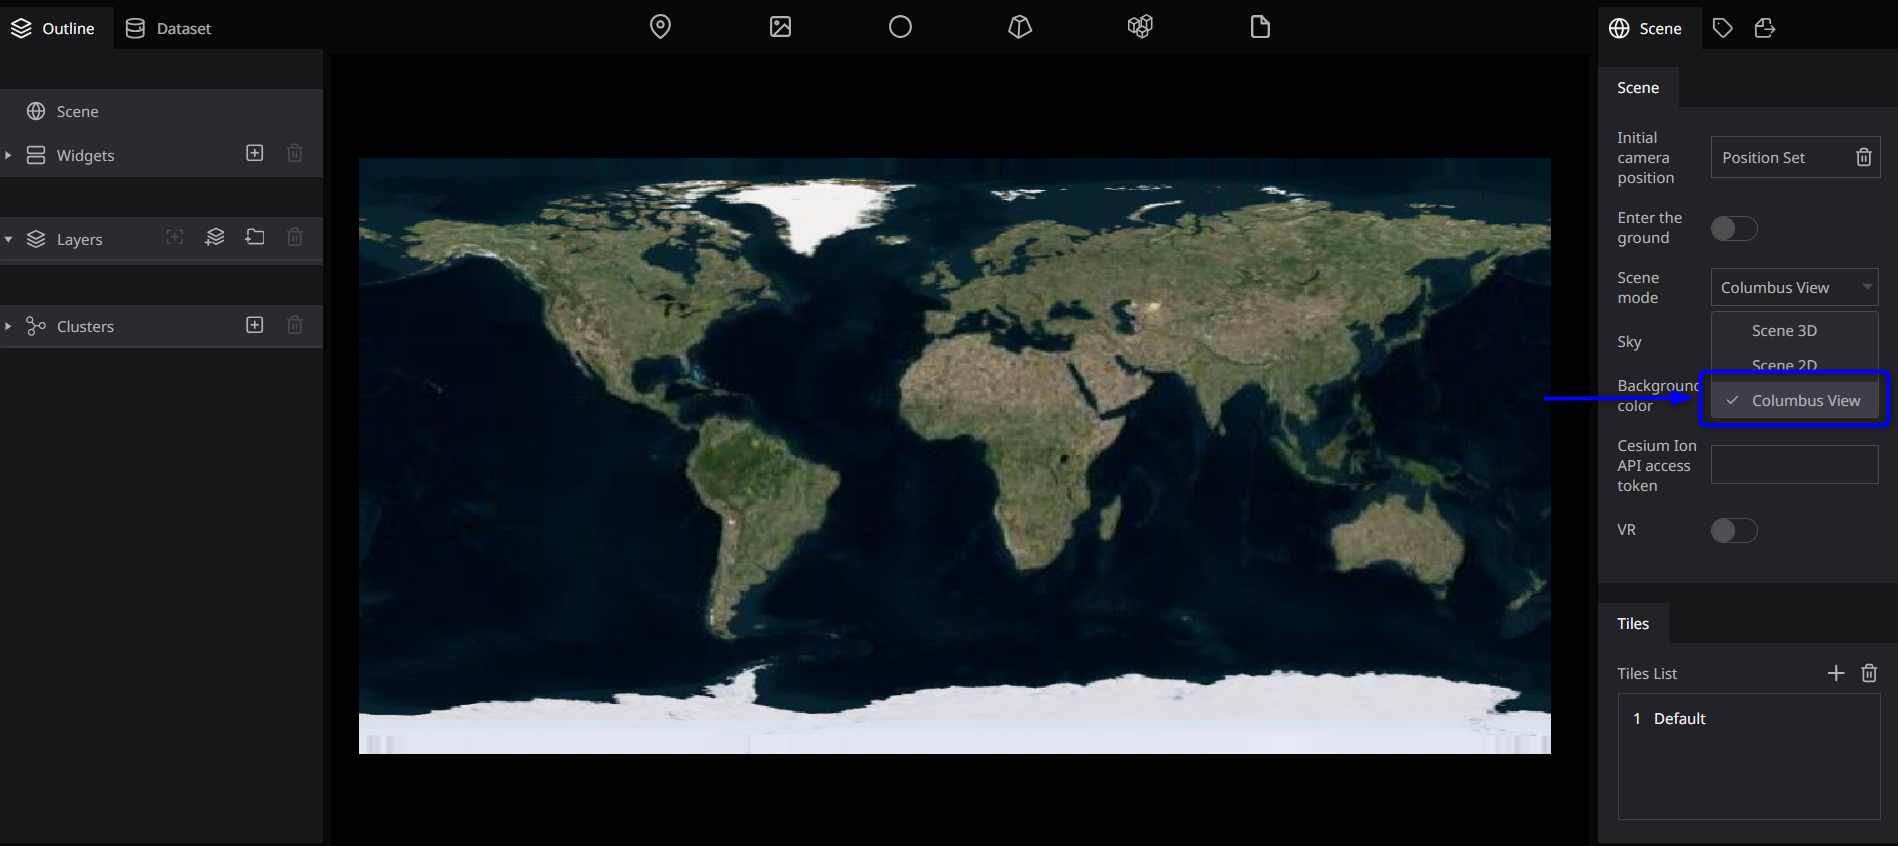 Outline
Dataset
Scene
Scene
Widgets
Layers
Clusters
Scene
Initial
camera
position
Position Set
Enter the
ground
Scene
mode
Columbus View
Scene 3D
Sky
Scene 2D
Background
color
Columbus View
Cesium Ion
API access
token
VR
Tiles
Tiles List
1 Default